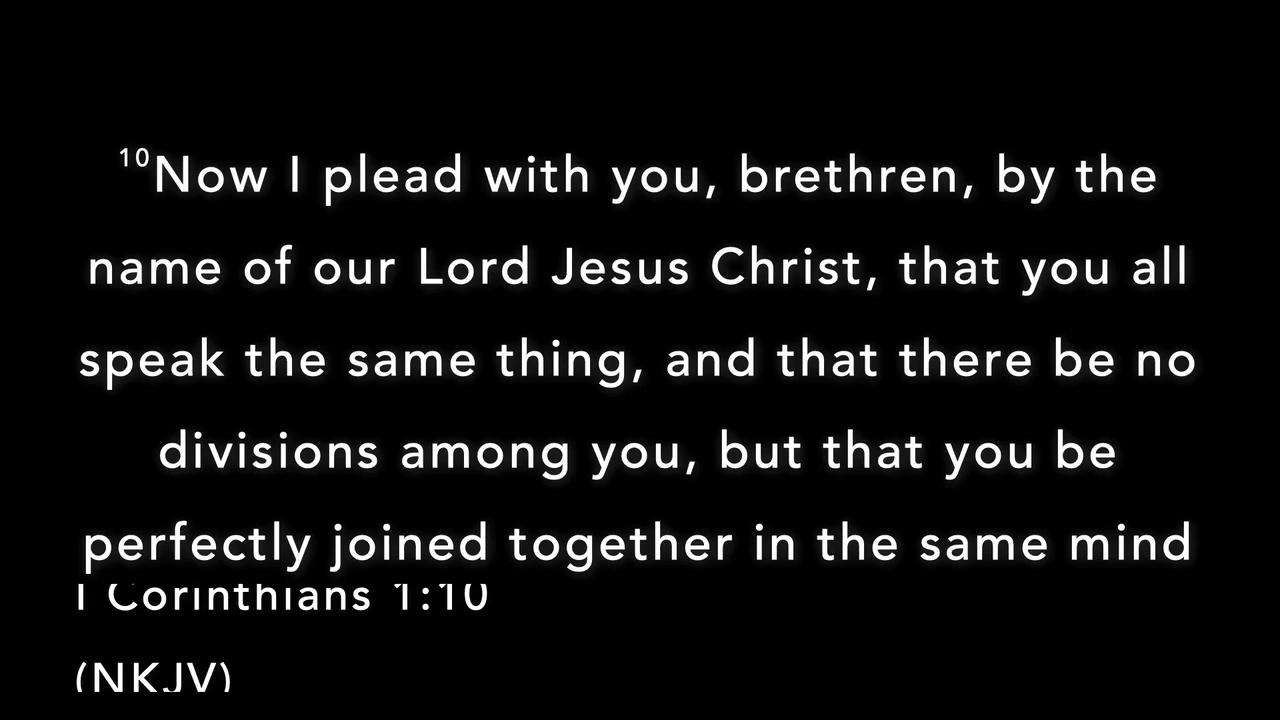 ¹⁰Now I plead with you, brethren, by the
name of our Lord Jesus Christ, that you all
speak the same thing, and that there be no
divisions among you, but that you be
perfectly joined together in the same mind
I Corinthians 1:10
(NKJV)